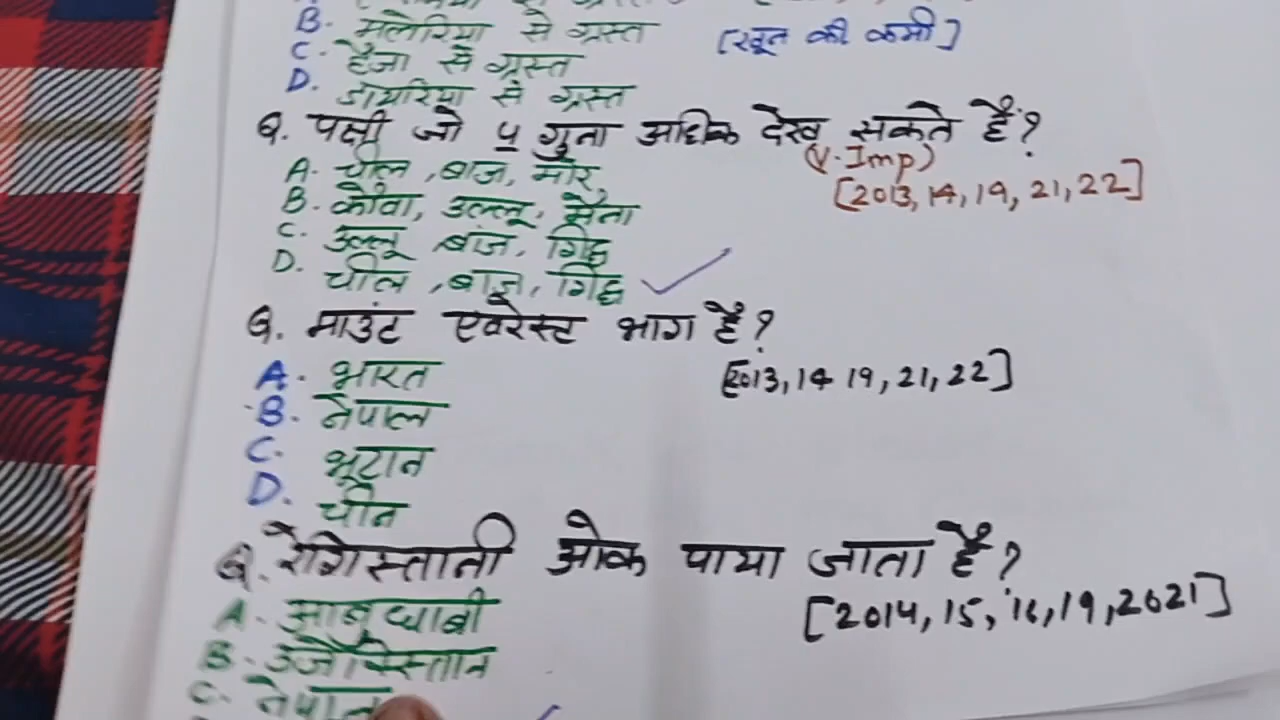 B. मलेरिया से ग्रस्त [खून की कमी]
C. हैजा से ग्रस्त
D. डायरिया से ग्रस्त
Q. पक्षी जो 4 गुना अधिक देख सकते हैं?
(V. Imp)
A. चील, बाज, मोर, [2013, 14, 19, 21, 22]
B. कौवा, उल्लू, मैना
C. उल्लू, बाज, गिद्ध
D. चील, बाज, गिद्ध
Q. माउंट एवरेस्ट भाग है?
[2013, 14 19, 21, 22]
A. भारत
B. नेपाल
C. भूटान
D. चीन
Q. रेगिस्तानी ओक पाया जाता है?
[2014, 15, 16, 19, 2021]
A. आबु धाबी
B. उर्जेबिस्तान
C. नेपाल